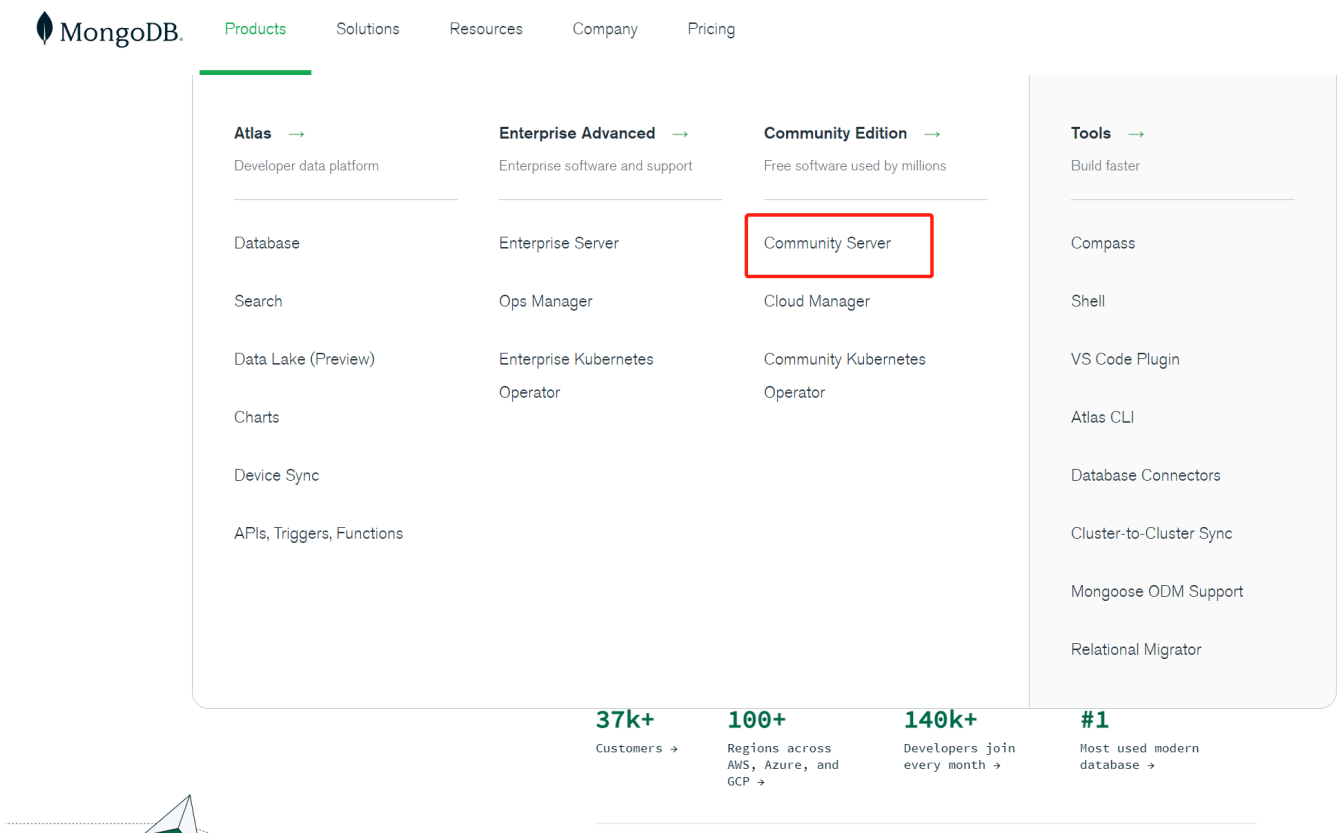 MongoDB.
Products
Solutions
Resources
Company
Pricing
Atlas →
Developer data platform
Database
Search
Data Lake (Preview)
Charts
Device Sync
APIs, Triggers, Functions
Enterprise Advanced →
Enterprise software and support
Enterprise Server
Ops Manager
Enterprise Kubernetes
Operator
Community Edition →
Free software used by millions
Community Server
Cloud Manager
Community Kubernetes
Operator
Tools →
Build faster
Compass
Shell
VS Code Plugin
Atlas CLI
Database Connectors
Cluster-to-Cluster Sync
Mongoose ODM Support
Relational Migrator
37k+
Customers →
100+
Regions across
AWS, Azure, and
GCP →
140k+
Developers join
every month →
#1
Most used modern
database →